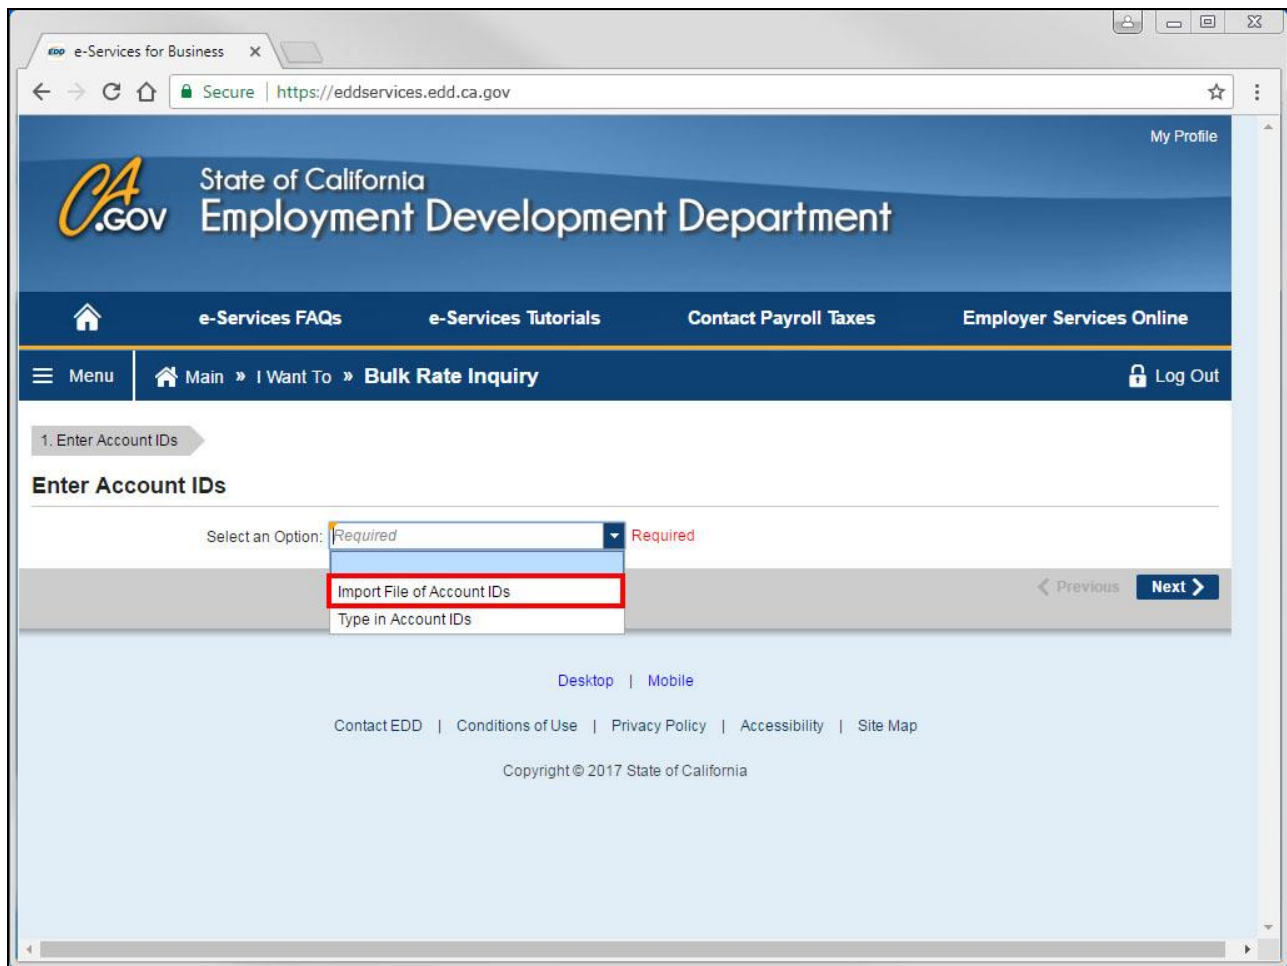 EDD e-Services for Business
Secure | https://eddservices.edd.ca.gov
My Profile
CA.GOV
State of California
Employment Development Department
e-Services FAQs e-Services Tutorials Contact Payroll Taxes Employer Services Online
Menu Main » I Want To » Bulk Rate Inquiry Log Out
1. Enter Account IDs
Enter Account IDs
Select an Option: Required Required
Import File of Account IDs
Previous Next
Type in Account IDs
Desktop | Mobile
Contact EDD | Conditions of Use | Privacy Policy | Accessibility | Site Map
Copyright © 2017 State of California